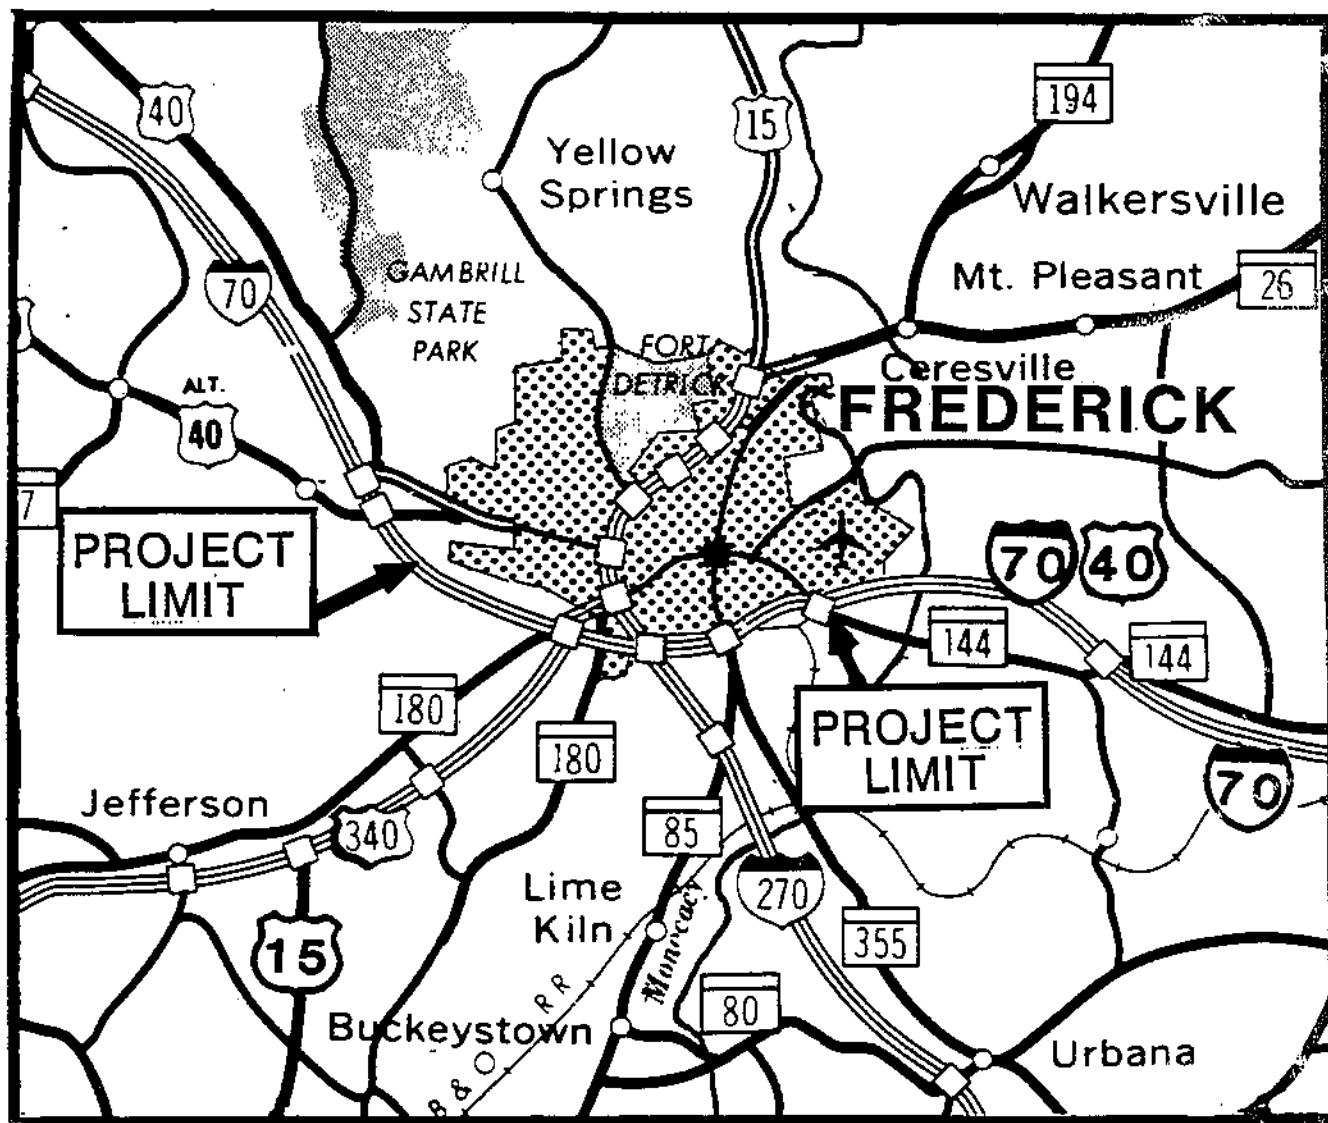 40
15
194
Yellow
Springs
Walkersville
70
GAMBRILL
STATE
PARK
Mt. Pleasant
26
FORT
DETRICK
Ceresville
ALT.
40
FREDERICK
7
PROJECT
LIMIT
70
40
144
144
180
180
PROJECT
LIMIT
70
Jefferson
340
85
Lime
Kiln
270
15
Monocacy
355
80
Buckeystown
Urbana
B & O RR